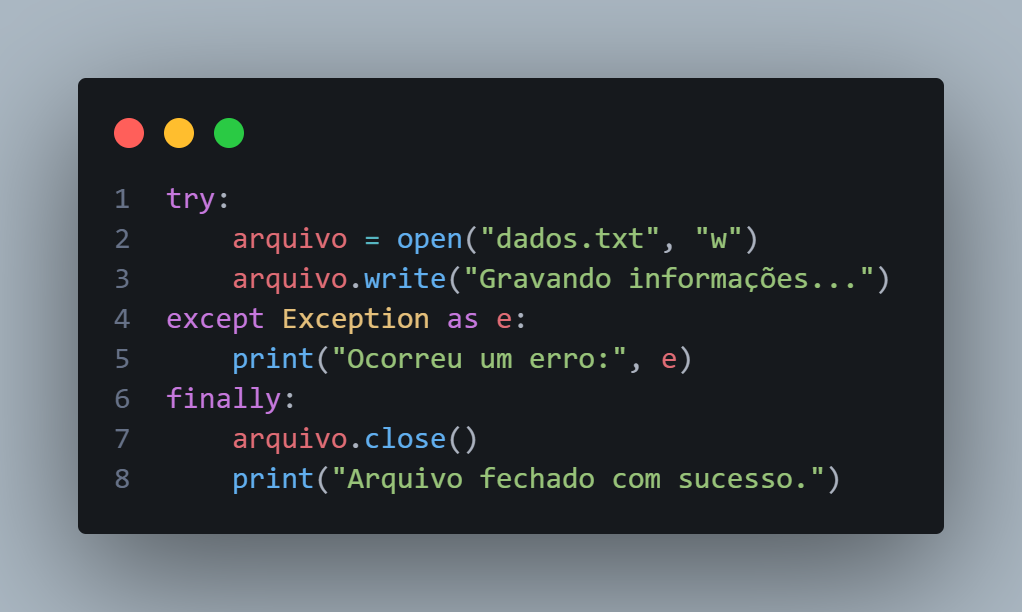 1 try:
2     arquivo = open("dados.txt", "w")
3     arquivo.write("Gravando informações...")
4 except Exception as e:
5     print("Ocorreu um erro:", e)
6 finally:
7     arquivo.close()
8     print("Arquivo fechado com sucesso.")